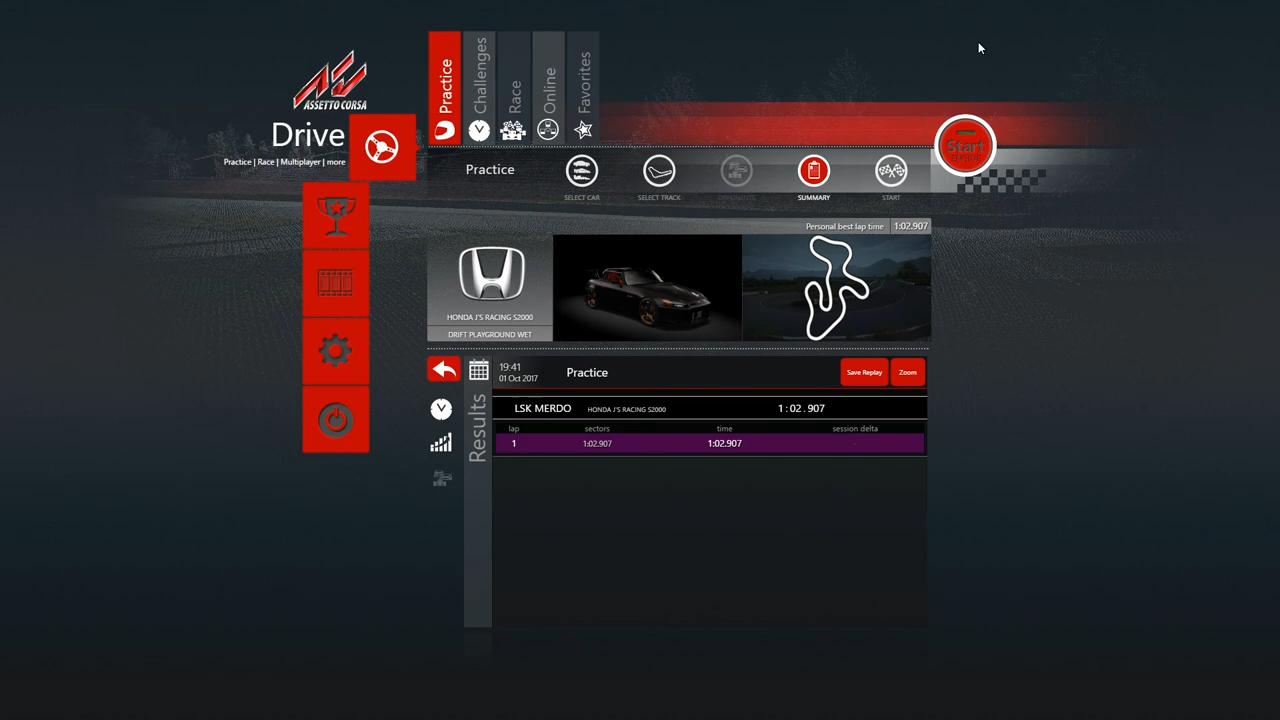 Practice
Challenges
Race
Online
Favorites
ASSETTO CORSA
Drive
Practice | Race | Multiplayer | more
Start
Practice
SELECT CAR
SELECT TRACK
OPPONENTS
SUMMARY
START
Personal best lap time 1:02.907
HONDA J'S RACING S2000
DRIFT PLAYGROUND WET
19:41
01 Oct 2017
Practice
Save Replay
Zoom
Results
LSK MERDO HONDA J'S RACING S2000 1:02.907
lap sectors time session delta
1 1:02.907 1:02.907 -